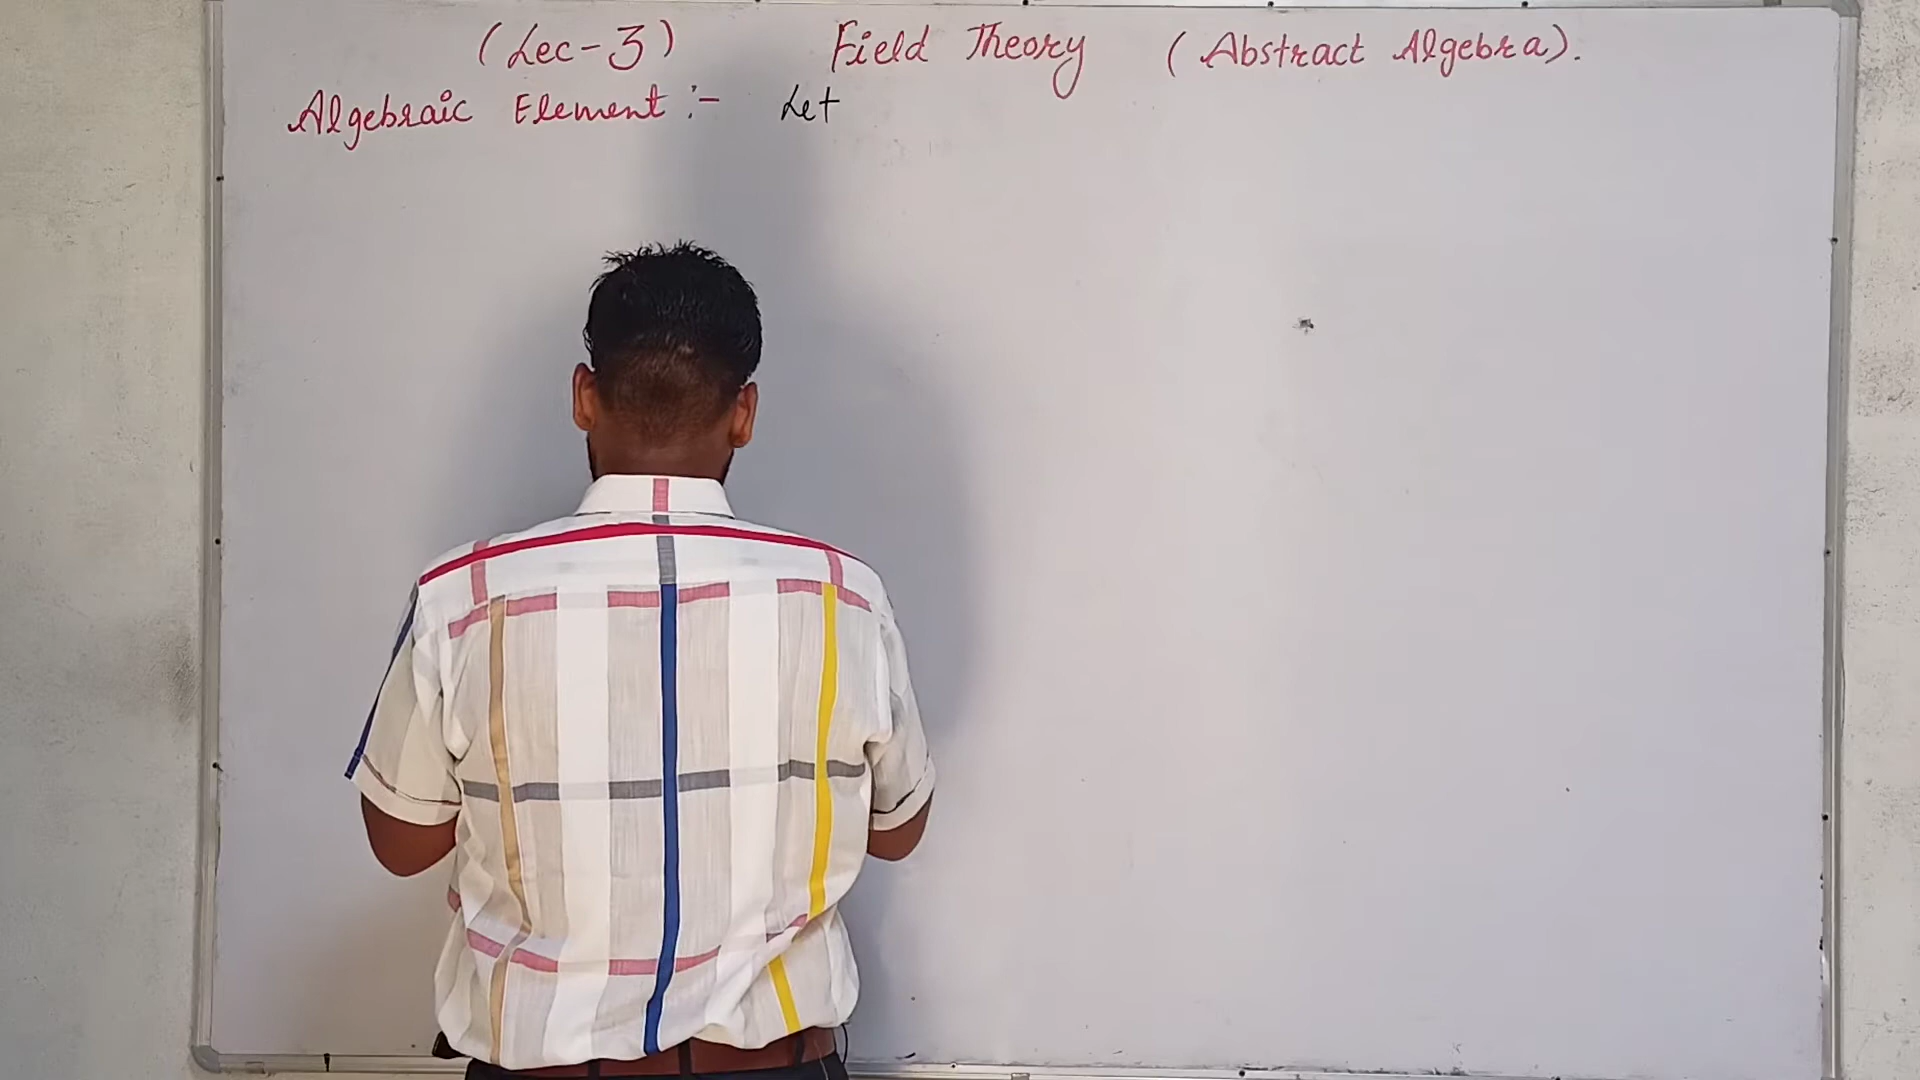 (Lec-3) Field Theory (Abstract Algebra).
Algebraic Element :- Let